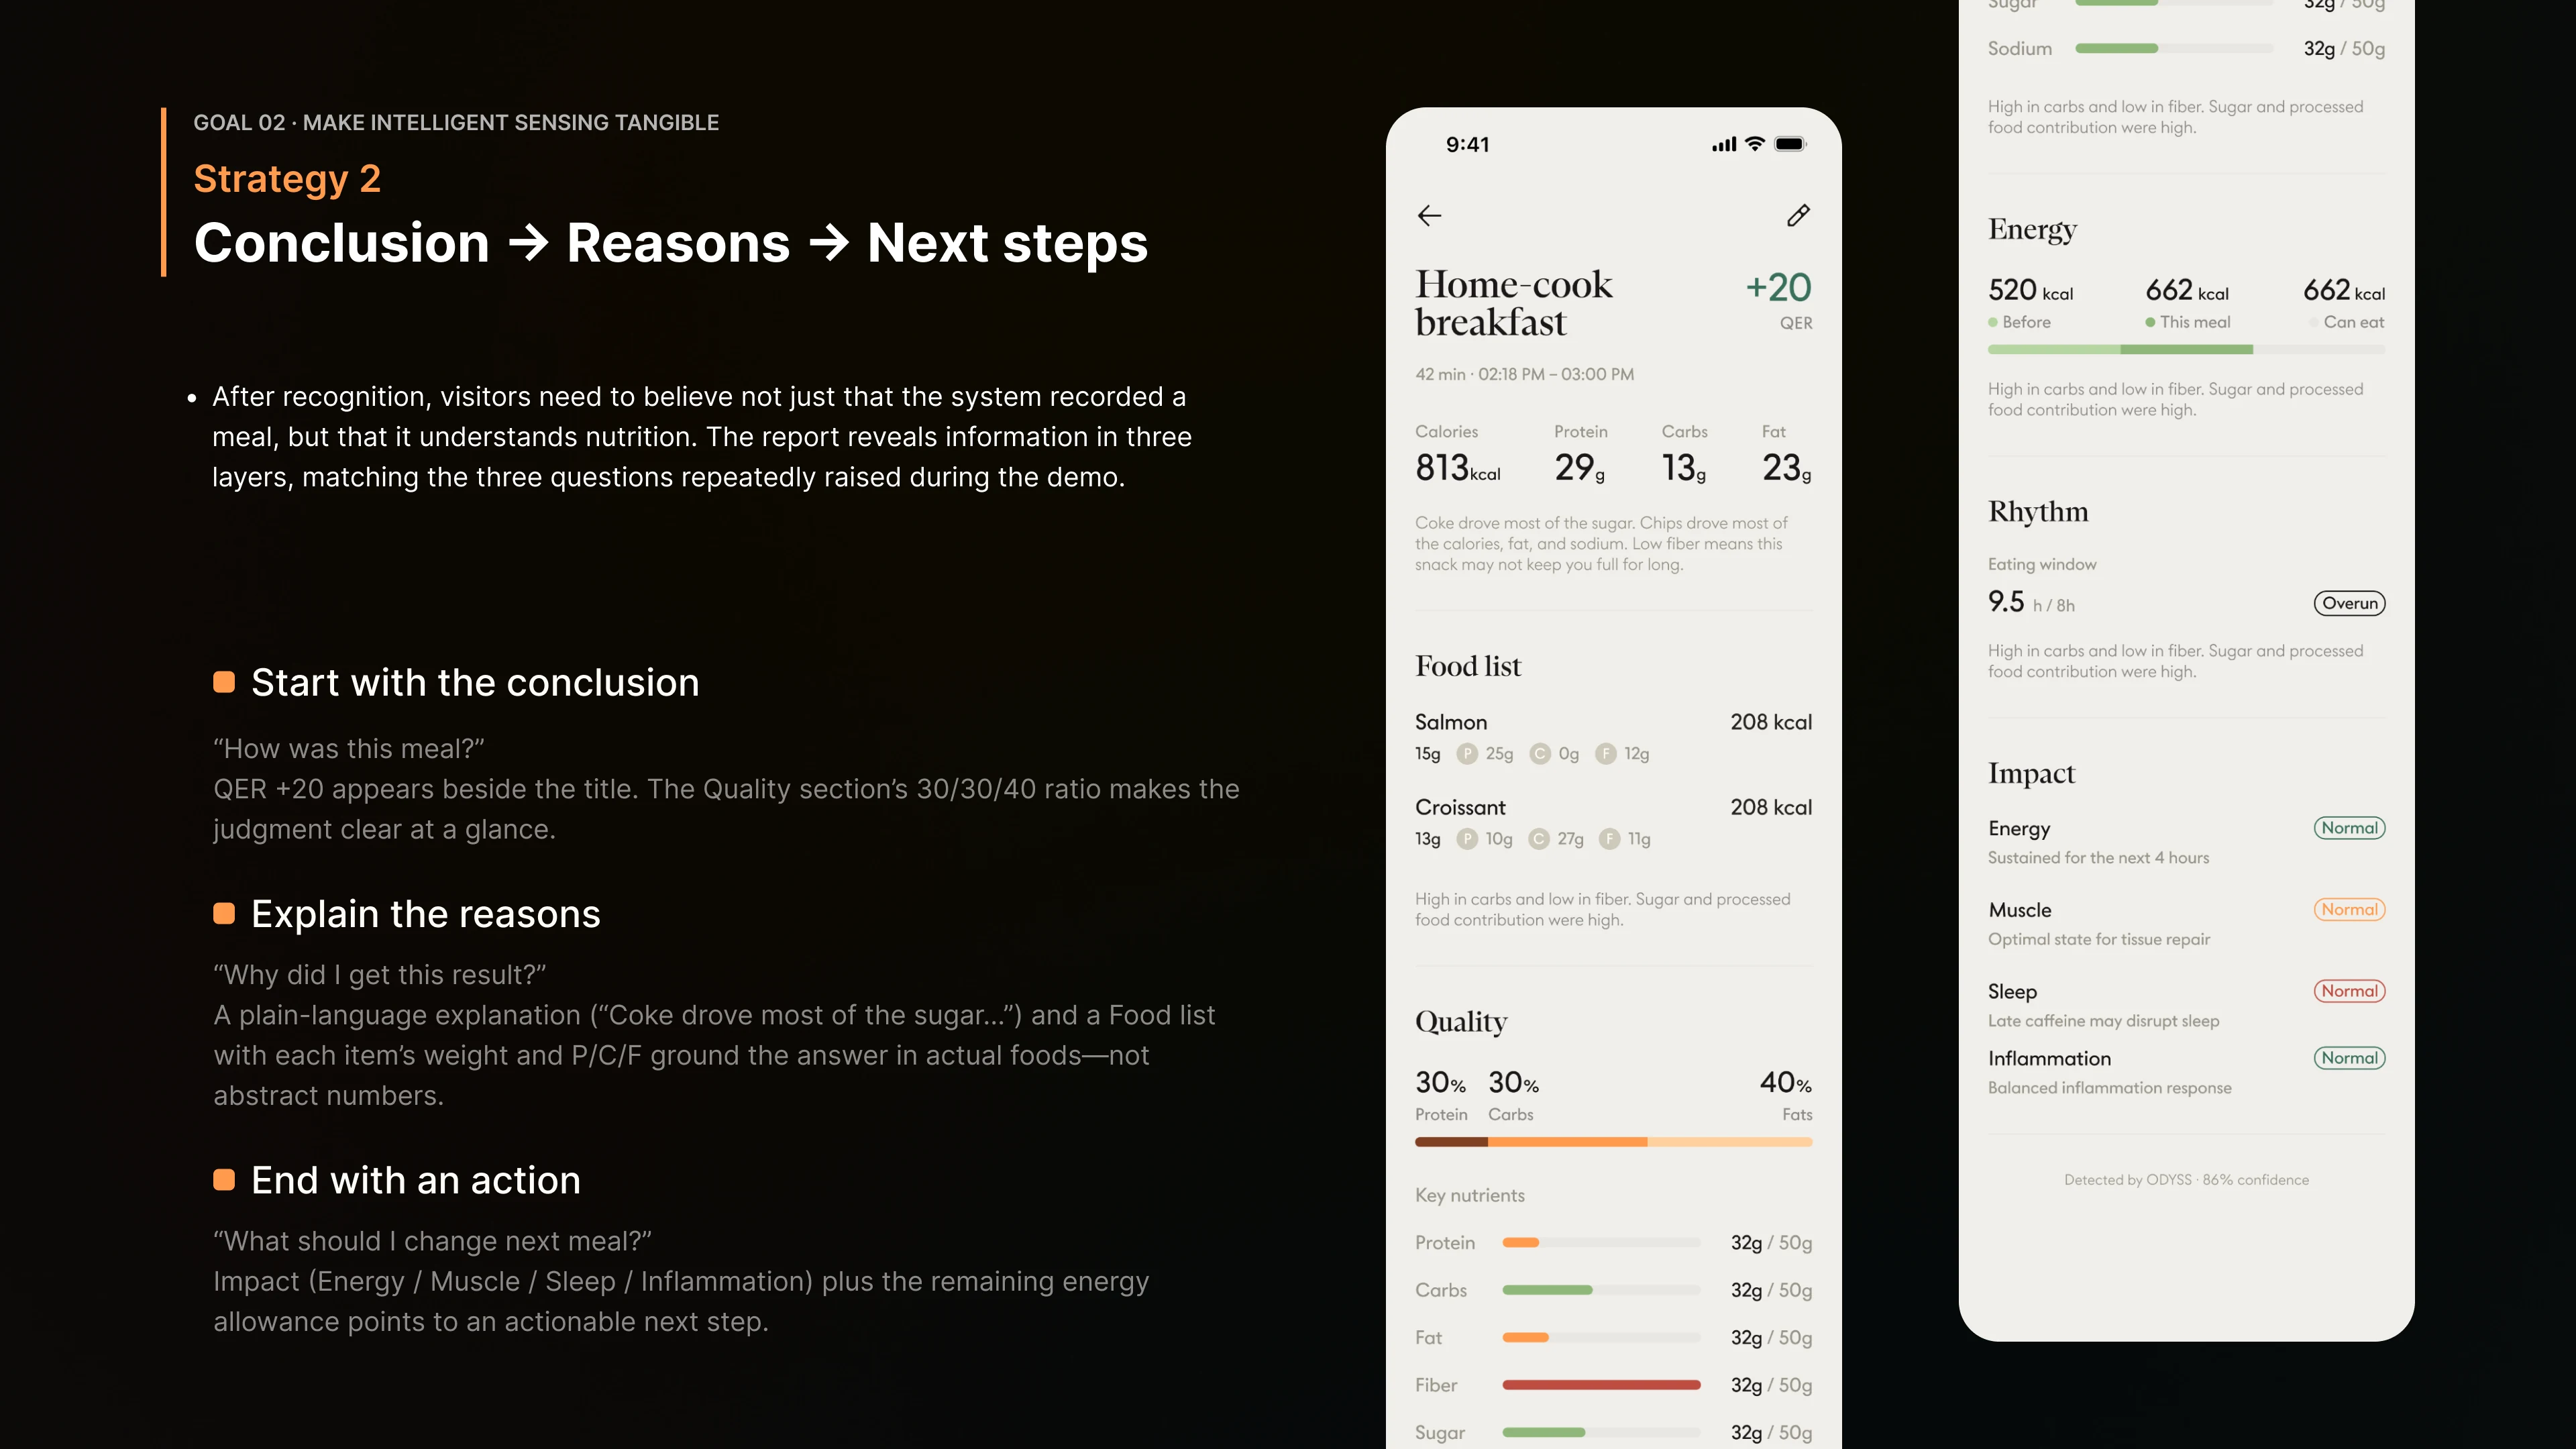 GOAL 02 · MAKE INTELLIGENT SENSING TANGIBLE
Strategy 2
Conclusion → Reasons → Next steps
• After recognition, visitors need to believe not just that the system recorded a
meal, but that it understands nutrition. The report reveals information in three
layers, matching the three questions repeatedly raised during the demo.
Start with the conclusion
“How was this meal?”
QER +20 appears beside the title. The Quality section’s 30/30/40 ratio makes the
judgment clear at a glance.
Explain the reasons
“Why did I get this result?”
A plain-language explanation (“Coke drove most of the sugar…”) and a Food list
with each item’s weight and P/C/F ground the answer in actual foods—not
abstract numbers.
End with an action
“What should I change next meal?”
Impact (Energy / Muscle / Sleep / Inflammation) plus the remaining energy
allowance points to an actionable next step.
9:41
Home-cook
breakfast
+20
QER
42 min · 02:18 PM – 03:00 PM
Calories Protein Carbs Fat
813kcal 29g 13g 23g
Coke drove most of the sugar. Chips drove most of
the calories, fat, and sodium. Low fiber means this
snack may not keep you full for long.
Food list
Salmon 208 kcal
15g P 25g C 0g F 12g
Croissant 208 kcal
13g P 10g C 27g F 11g
High in carbs and low in fiber. Sugar and processed
food contribution were high.
Quality
30% 30% 40%
Protein Carbs Fats
Key nutrients
Protein 32g / 50g
Carbs 32g / 50g
Fat 32g / 50g
Fiber 32g / 50g
Sugar 32g / 50g
Sugar 32g / 50g
Sodium 32g / 50g
High in carbs and low in fiber. Sugar and processed
food contribution were high.
Energy
520 kcal 662 kcal 662 kcal
Before This meal Can eat
High in carbs and low in fiber. Sugar and processed
food contribution were high.
Rhythm
Eating window
9.5 h / 8h Overun
High in carbs and low in fiber. Sugar and processed
food contribution were high.
Impact
Energy Normal
Sustained for the next 4 hours
Muscle Normal
Optimal state for tissue repair
Sleep Normal
Late caffeine may disrupt sleep
Inflammation Normal
Balanced inflammation response
Detected by ODYSS · 86% confidence